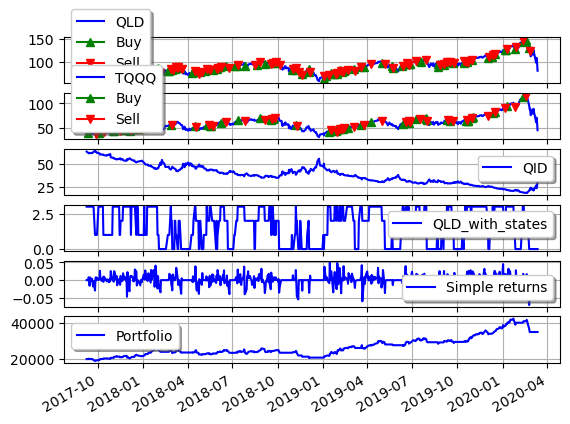 QLD
Buy
Sell
150
100
TQQQ
Buy
Sell
100
50
QID
50
25
QLD_with_states
2.5
0.0
Simple returns
0.05
0.00
−0.05
Portfolio
40000
20000
2017-10
2018-01
2018-04
2018-07
2018-10
2019-01
2019-04
2019-07
2019-10
2020-01
2020-04